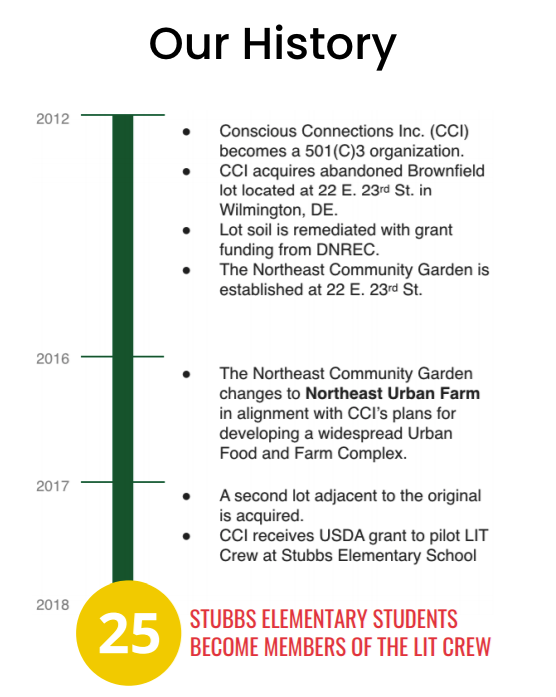 Our History
2012
● Conscious Connections Inc. (CCI)
becomes a 501(C)3 organization.
● CCI acquires abandoned Brownfield
lot located at 22 E. 23rd St. in
Wilmington, DE.
● Lot soil is remediated with grant
funding from DNREC.
● The Northeast Community Garden is
established at 22 E. 23rd St.
2016
● The Northeast Community Garden
changes to Northeast Urban Farm
in alignment with CCI's plans for
developing a widespread Urban
Food and Farm Complex.
2017
● A second lot adjacent to the original
is acquired.
● CCI receives USDA grant to pilot LIT
Crew at Stubbs Elementary School
2018
25
STUBBS ELEMENTARY STUDENTS
BECOME MEMBERS OF THE LIT CREW